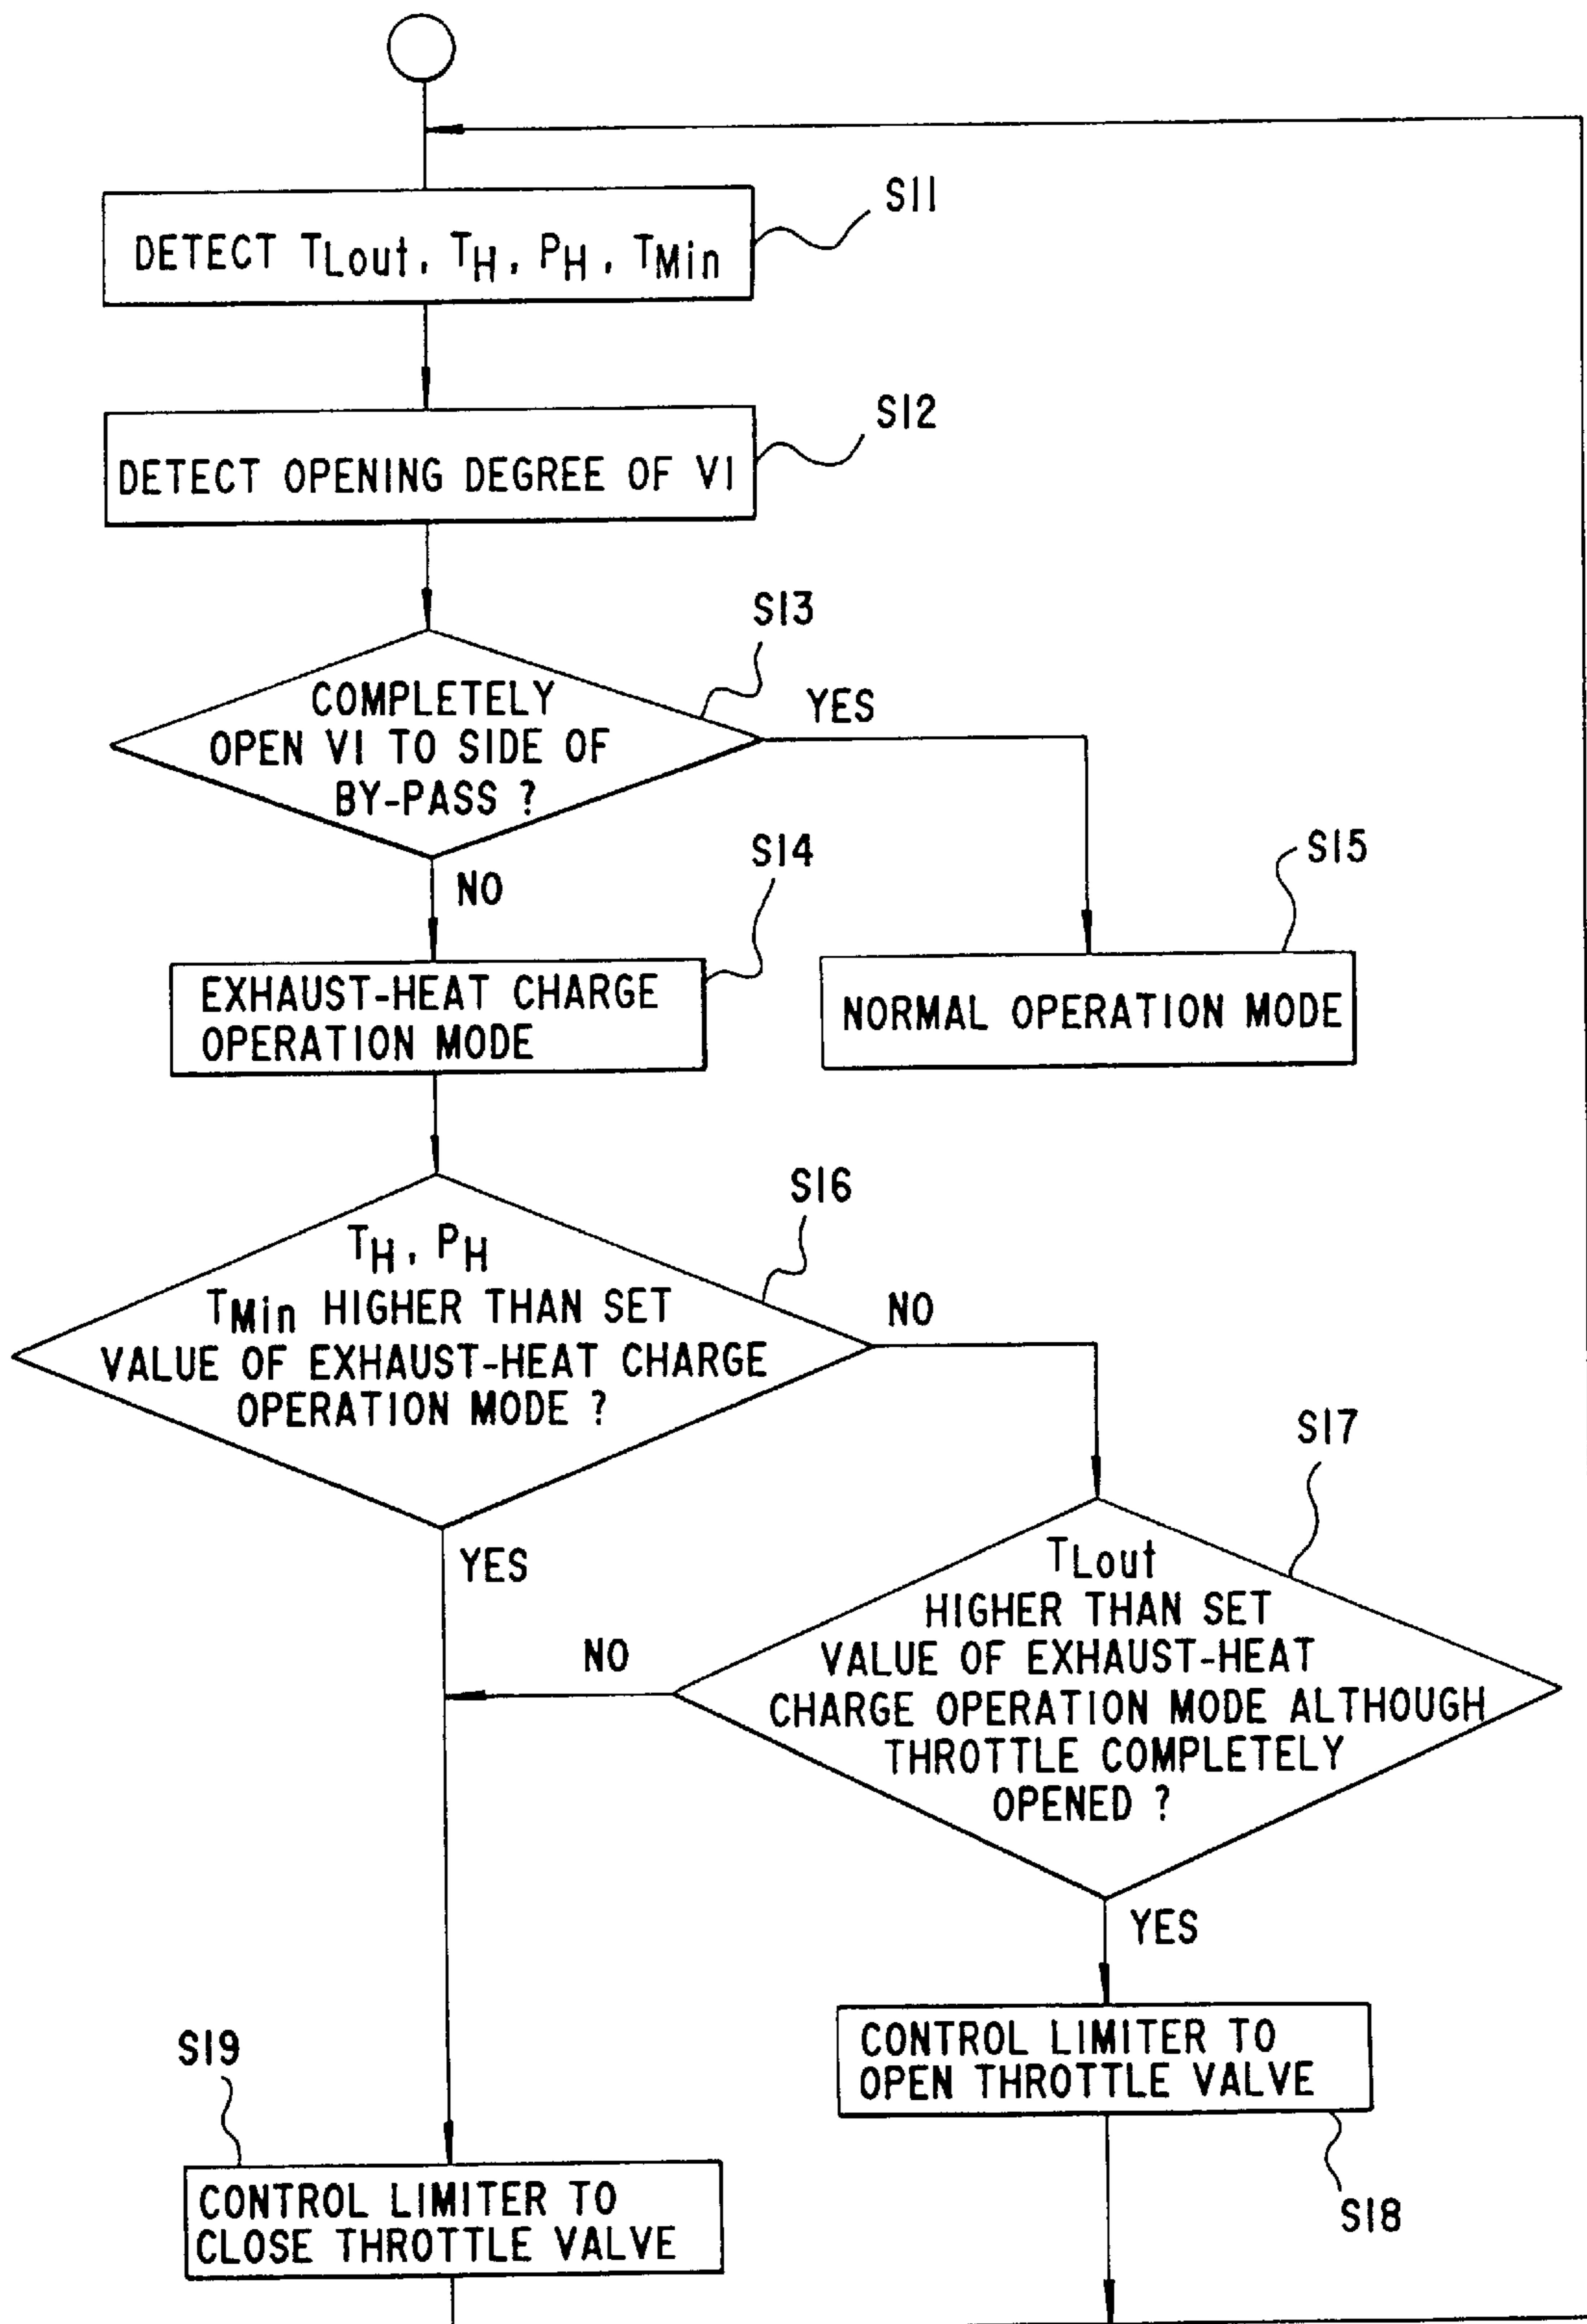 S11
DETECT TLout, TH, PH, TMin
S12
DETECT OPENING DEGREE OF V1
S13
COMPLETELY
OPEN V1 TO SIDE OF
BY-PASS ?
YES
NO
S14
S15
EXHAUST-HEAT CHARGE
OPERATION MODE
NORMAL OPERATION MODE
S16
TH, PH
TMin HIGHER THAN SET
VALUE OF EXHAUST-HEAT CHARGE
OPERATION MODE ?
NO
YES
S17
TLout
HIGHER THAN SET
VALUE OF EXHAUST-HEAT
CHARGE OPERATION MODE ALTHOUGH
THROTTLE COMPLETELY
OPENED ?
NO
YES
CONTROL LIMITER TO
OPEN THROTTLE VALVE
S18
S19
CONTROL LIMITER TO
CLOSE THROTTLE VALVE